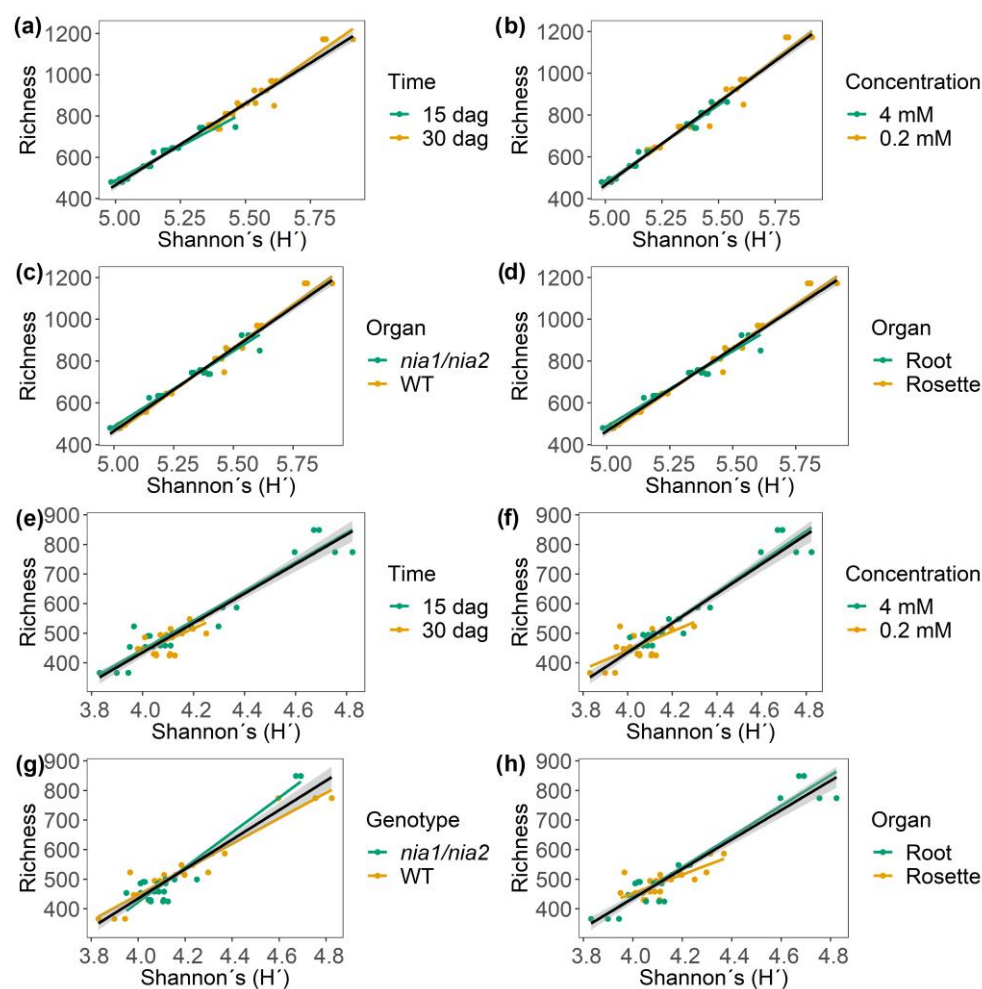 (a)
Richness
1200
1000
800
600
400
5.00 5.25 5.50 5.75
Shannon´s (H´)
Time
15 dag
30 dag
(b)
Richness
1200
1000
800
600
400
5.00 5.25 5.50 5.75
Shannon´s (H´)
Concentration
4 mM
0.2 mM
(c)
Richness
1200
1000
800
600
400
5.00 5.25 5.50 5.75
Shannon´s (H´)
Organ
nia1/nia2
WT
(d)
Richness
1200
1000
800
600
400
5.00 5.25 5.50 5.75
Shannon´s (H´)
Organ
Root
Rosette
(e)
Richness
900
800
700
600
500
400
3.8 4.0 4.2 4.4 4.6 4.8
Shannon´s (H´)
Time
15 dag
30 dag
(f)
Richness
900
800
700
600
500
400
3.8 4.0 4.2 4.4 4.6 4.8
Shannon´s (H´)
Concentration
4 mM
0.2 mM
(g)
Richness
900
800
700
600
500
400
3.8 4.0 4.2 4.4 4.6 4.8
Shannon´s (H´)
Genotype
nia1/nia2
WT
(h)
Richness
900
800
700
600
500
400
3.8 4.0 4.2 4.4 4.6 4.8
Shannon´s (H´)
Organ
Root
Rosette